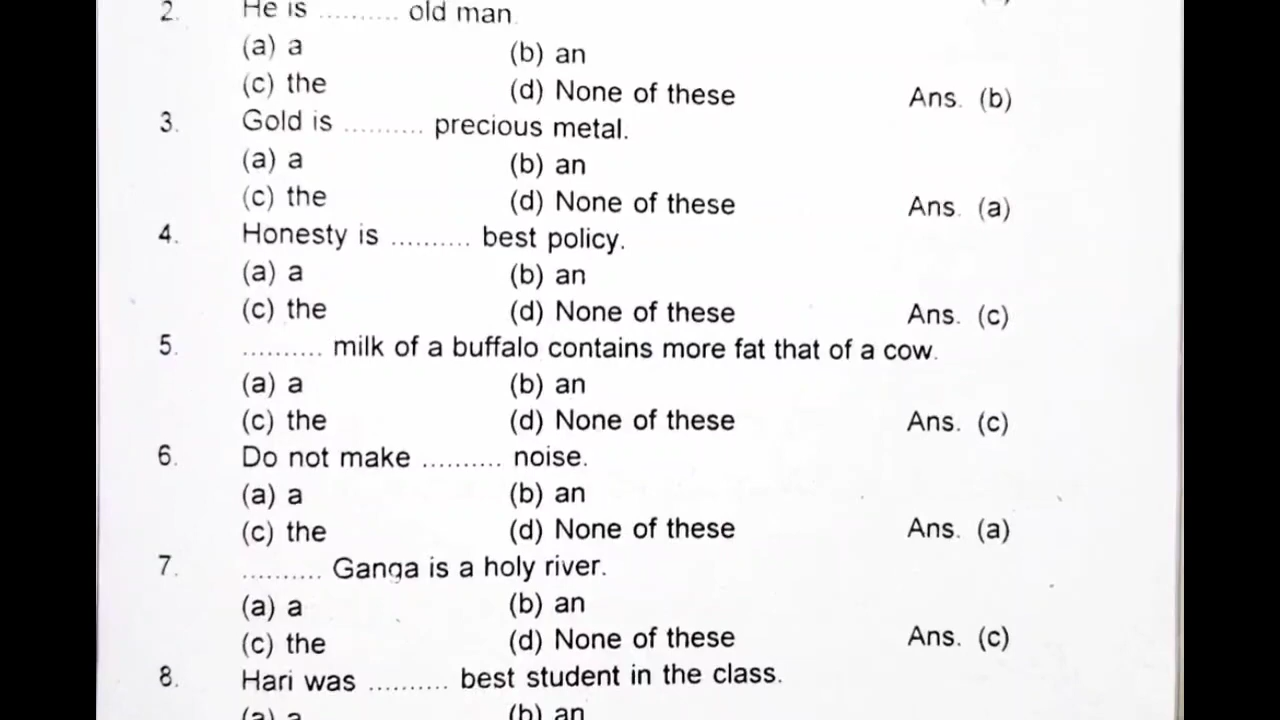 2. He is .......... old man.
(a) a (b) an
(c) the (d) None of these Ans. (b)
3. Gold is .......... precious metal.
(a) a (b) an
(c) the (d) None of these Ans. (a)
4. Honesty is .......... best policy.
(a) a (b) an
(c) the (d) None of these Ans. (c)
5. .......... milk of a buffalo contains more fat that of a cow.
(a) a (b) an
(c) the (d) None of these Ans. (c)
6. Do not make .......... noise.
(a) a (b) an
(c) the (d) None of these Ans. (a)
7. .......... Ganga is a holy river.
(a) a (b) an
(c) the (d) None of these Ans. (c)
8. Hari was .......... best student in the class.
(a) a (b) an